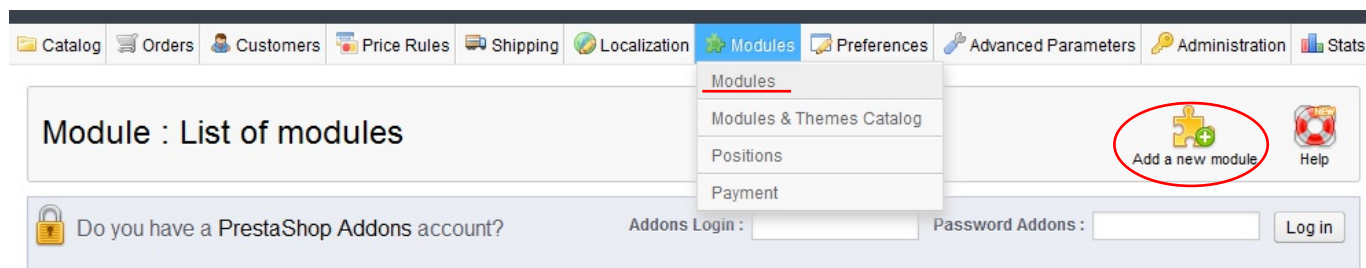 Catalog Orders Customers Price Rules Shipping Localization Modules Preferences Advanced Parameters Administration Stats
Modules
Modules & Themes Catalog
Positions
Payment
Module : List of modules
NEW
Add a new module Help
Do you have a PrestaShop Addons account? Addons Login : Password Addons : Log in